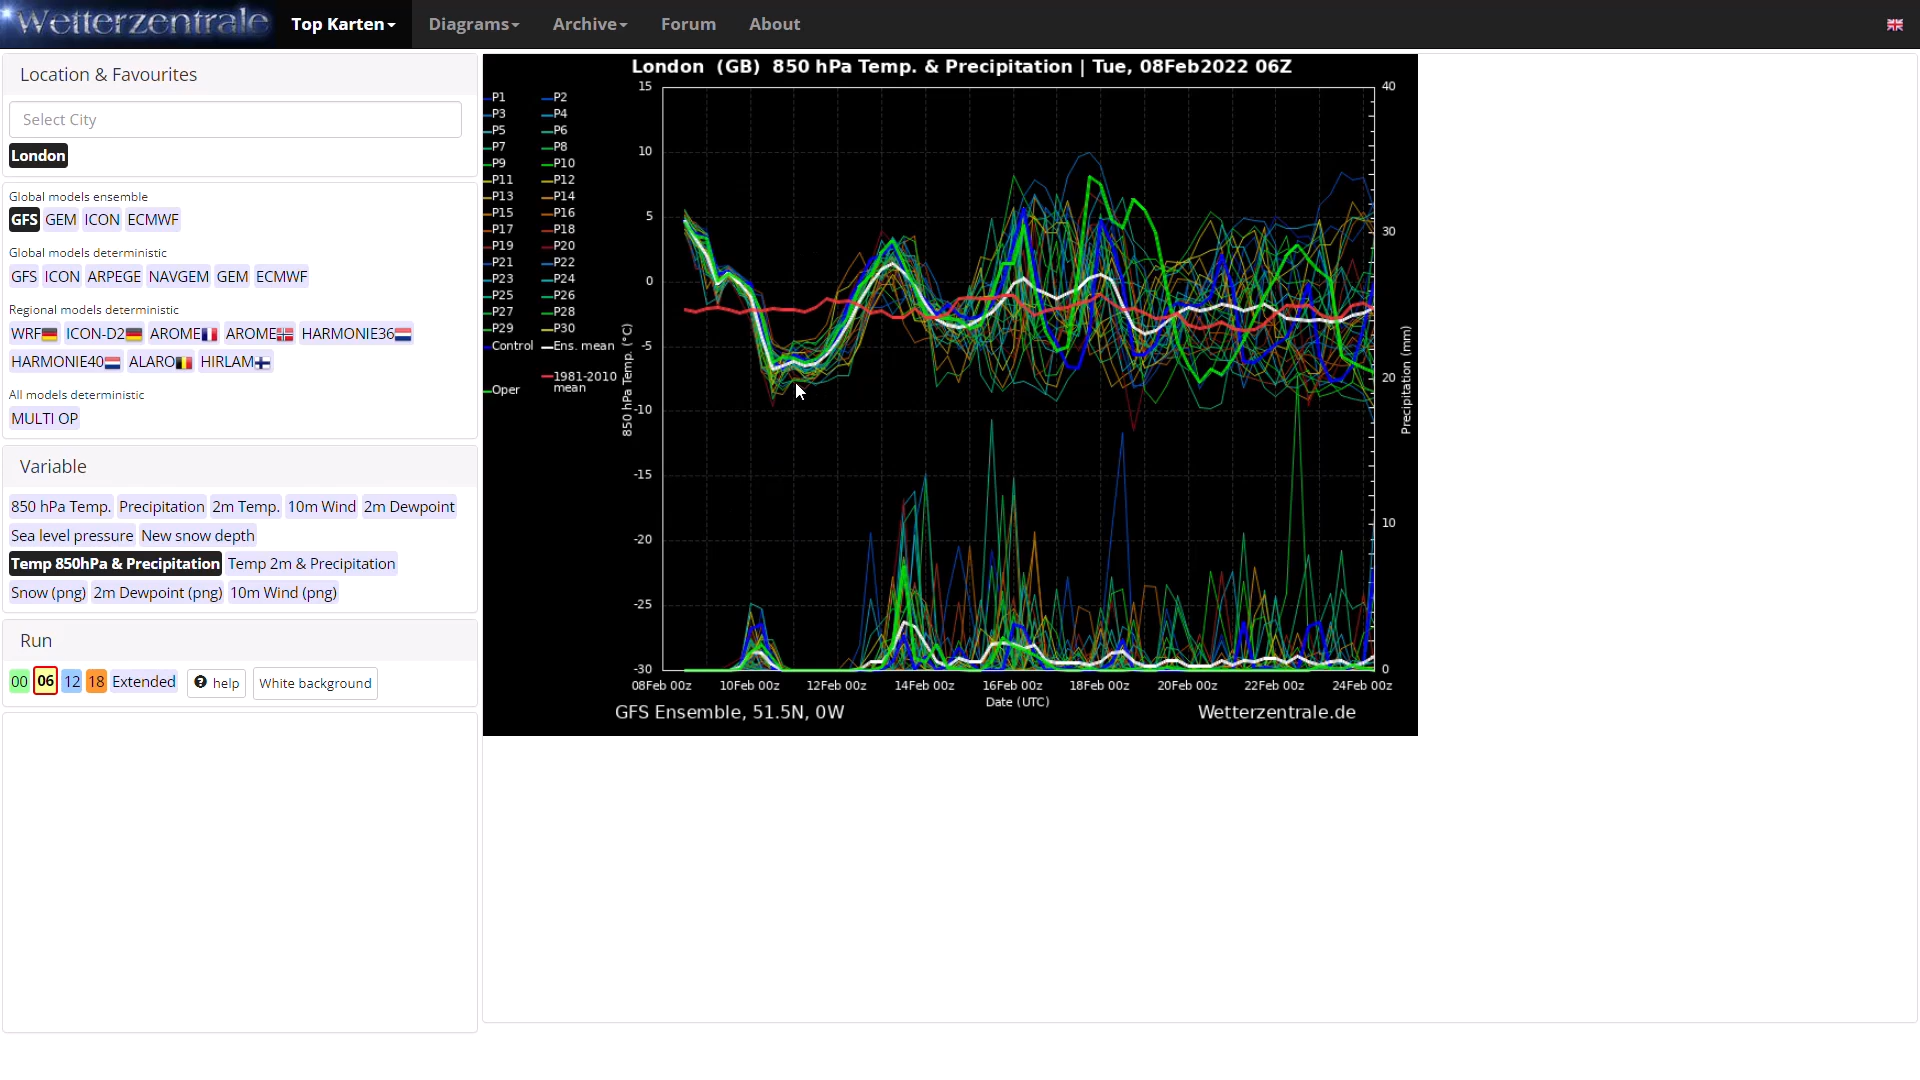 Wetterzentrale
Top Karten
Diagrams
Archive
Forum
About
Location & Favourites
Select City
London
Global models ensemble
GFS GEM ICON ECMWF
Global models deterministic
GFS ICON ARPEGE NAVGEM GEM ECMWF
Regional models deterministic
WRF ICON-D2 AROME AROME HARMONIE36
HARMONIE40 ALARO HIRLAM
All models deterministic
MULTI OP
Variable
850 hPa Temp. Precipitation 2m Temp. 10m Wind 2m Dewpoint
Sea level pressure New snow depth
Temp 850hPa & Precipitation Temp 2m & Precipitation
Snow (png) 2m Dewpoint (png) 10m Wind (png)
Run
00 06 12 18 Extended help White background
London (GB) 850 hPa Temp. & Precipitation | Tue, 08Feb2022 06Z
P1 P2
P3 P4
P5 P6
P7 P8
P9 P10
P11 P12
P13 P14
P15 P16
P17 P18
P19 P20
P21 P22
P23 P24
P25 P26
P27 P28
P29 P30
Control Ens. mean
Oper 1981-2010
mean
850 hPa Temp. (°C)
15
10
5
0
-5
-10
-15
-20
-25
-30
40
30
20
10
0
Precipitation (mm)
08Feb 00z 10Feb 00z 12Feb 00z 14Feb 00z 16Feb 00z 18Feb 00z 20Feb 00z 22Feb 00z 24Feb 00z
Date (UTC)
GFS Ensemble, 51.5N, 0W
Wetterzentrale.de